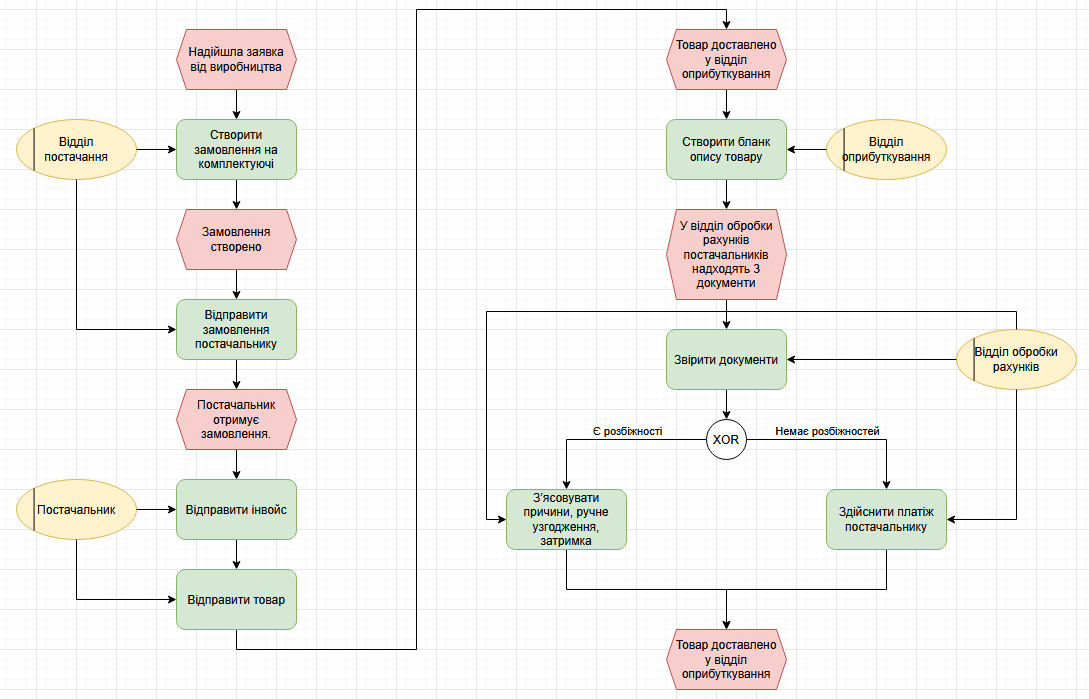 Надійшла заявка
від виробництва
Відділ
постачання
Створити
замовлення на
комплектуючі
Замовлення
створено
Відправити
замовлення
постачальнику
Постачальник
отримує
замовлення.
Постачальник
Відправити інвойс
Відправити товар
Товар доставлено
у відділ
оприбуткування
Створити бланк
опису товару
Відділ
оприбуткування
У відділ обробки
рахунків
постачальників
надходять 3
документи
Звірити документи
Відділ обробки
рахунків
XOR
Є розбіжності
Немає розбіжностей
З'ясовувати
причини, ручне
узгодження,
затримка
Здійснити платіж
постачальнику
Товар доставлено
у відділ
оприбуткування